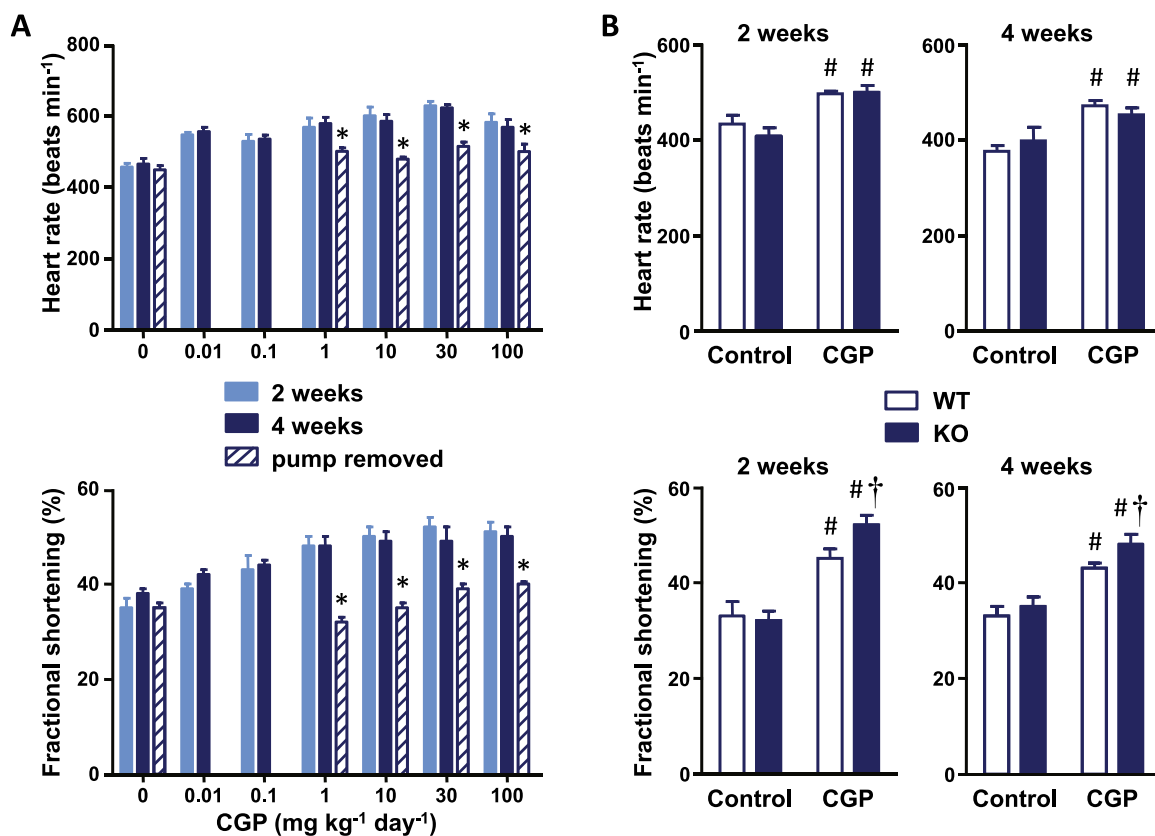 A
Heart rate (beats min⁻¹)
800
600
400
200
0
* * * *
0 0.01 0.1 1 10 30 100
2 weeks
4 weeks
pump removed
Fractional shortening (%)
60
40
20
0
* * * *
0 0.01 0.1 1 10 30 100
CGP (mg kg⁻¹ day⁻¹)
B
2 weeks
Heart rate (beats min⁻¹)
600
400
200
0
# #
Control CGP
4 weeks
600
400
200
0
# #
Control CGP
WT
KO
2 weeks
Fractional shortening (%)
60
40
20
0
# #†
Control CGP
4 weeks
60
40
20
0
# #†
Control CGP